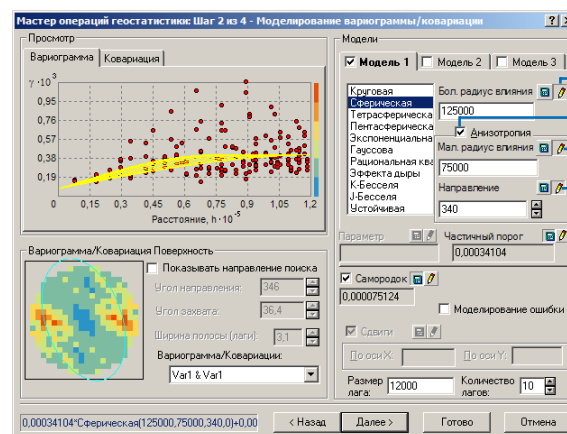 Мастер операций геостатистики: Шаг 2 из 4 - Моделирование вариограммы/ковариации
Просмотр
Вариограмма Ковариация
γ·10³
0,95
0,76
0,57
0,38
0,19
0 0,15 0,3 0,45 0,6 0,75 0,9 1,05 1,2
Расстояние, h·10⁻⁵
Вариограмма/Ковариация Поверхность
Показывать направление поиска
Угол направления: 346
Угол захвата: 36,4
Ширина полосы (лаги): 3,1
Вариограмма/Ковариации:
Var1 & Var1
Модели
Модель 1 Модель 2 Модель 3
Круговая
Сферическая
Тетрасферическа
Пентасферическа
Экспоненциальна
Гауссова
Рациональная ква
Эффекта дыры
К-Бесселя
J-Бесселя
Устойчивая
Бол. радиус влияния
125000
Анизотропия
Мал. радиус влияния
75000
Направление
340
Параметр
Частичный порог
0,00034104
Самородок
0,000075124
Моделирование ошибки
Сдвиги
По оси X: По оси Y:
Размер лага: 12000
Количество лагов: 10
0,00034104*Сферическая(125000,75000,340,0)+0,00
< Назад Далее > Готово Отмена